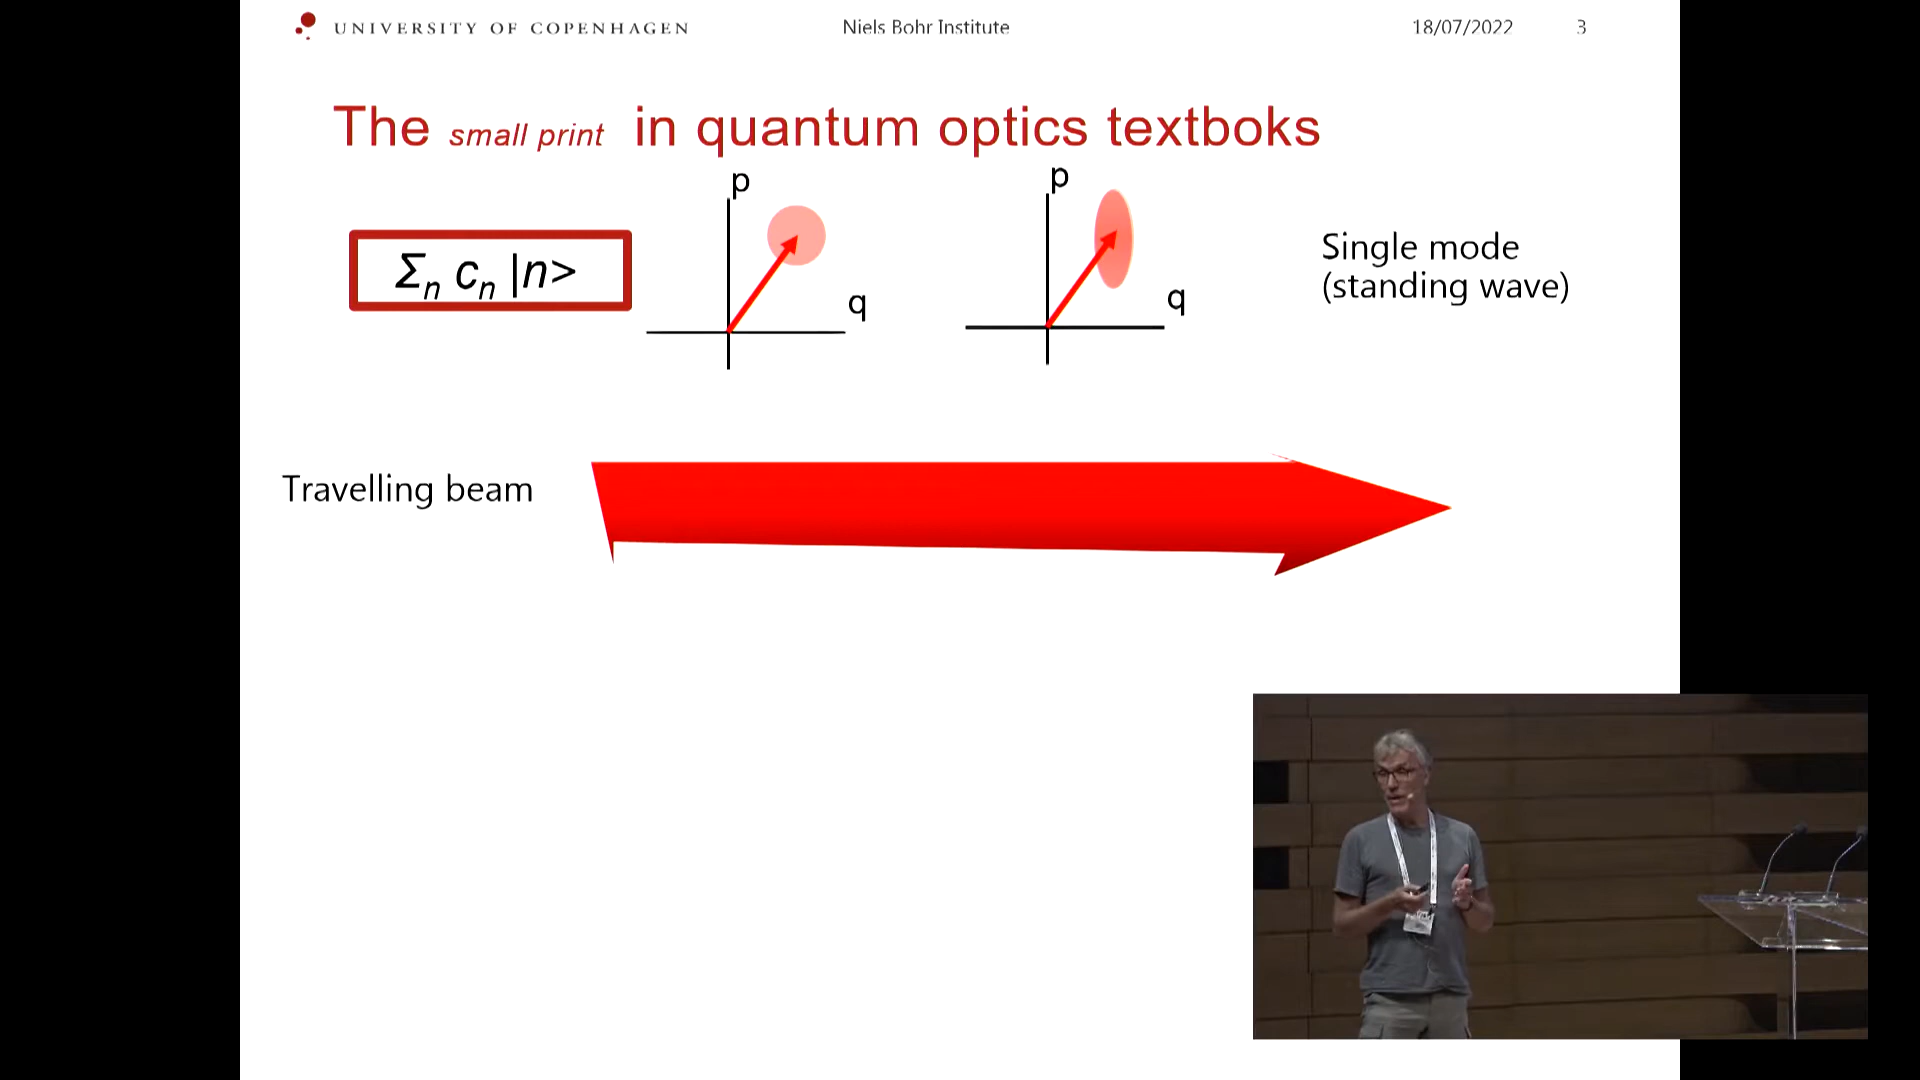 UNIVERSITY OF COPENHAGEN
Niels Bohr Institute
18/07/2022
3
The small print in quantum optics textboks
p
p
Σn cn |n>
q
q
Single mode
(standing wave)
Travelling beam